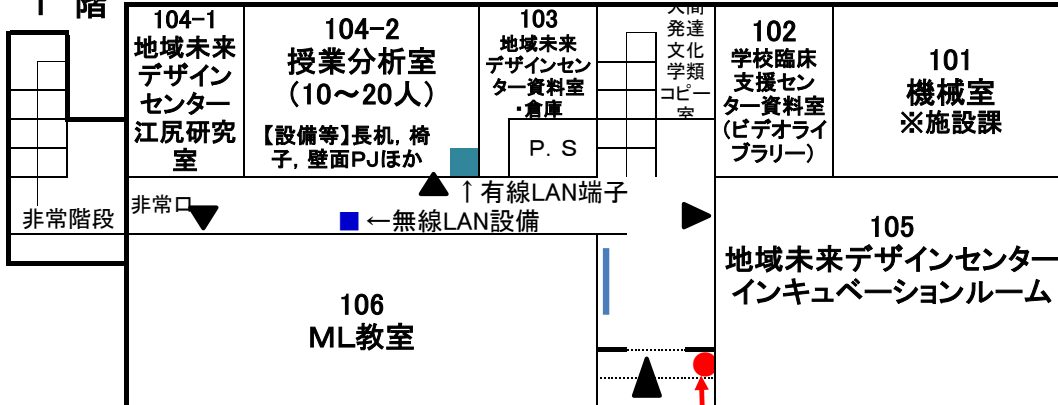 1 階
104-1
地域未来
デザイン
センター
江尻研究
室
104-2
授業分析室
(10～20人)
【設備等】長机, 椅
子, 壁面PJほか
103
地域未来
デザインセン
ター資料室
・倉庫
P. S
人間
発達
文化
学類
コピー
室
102
学校臨床
支援セン
ター資料室
(ビデオライ
ブラリー)
101
機械室
※施設課
↑有線LAN端子
非常口
非常階段
←無線LAN設備
105
地域未来デザインセンター
インキュベーションルーム
106
ML教室